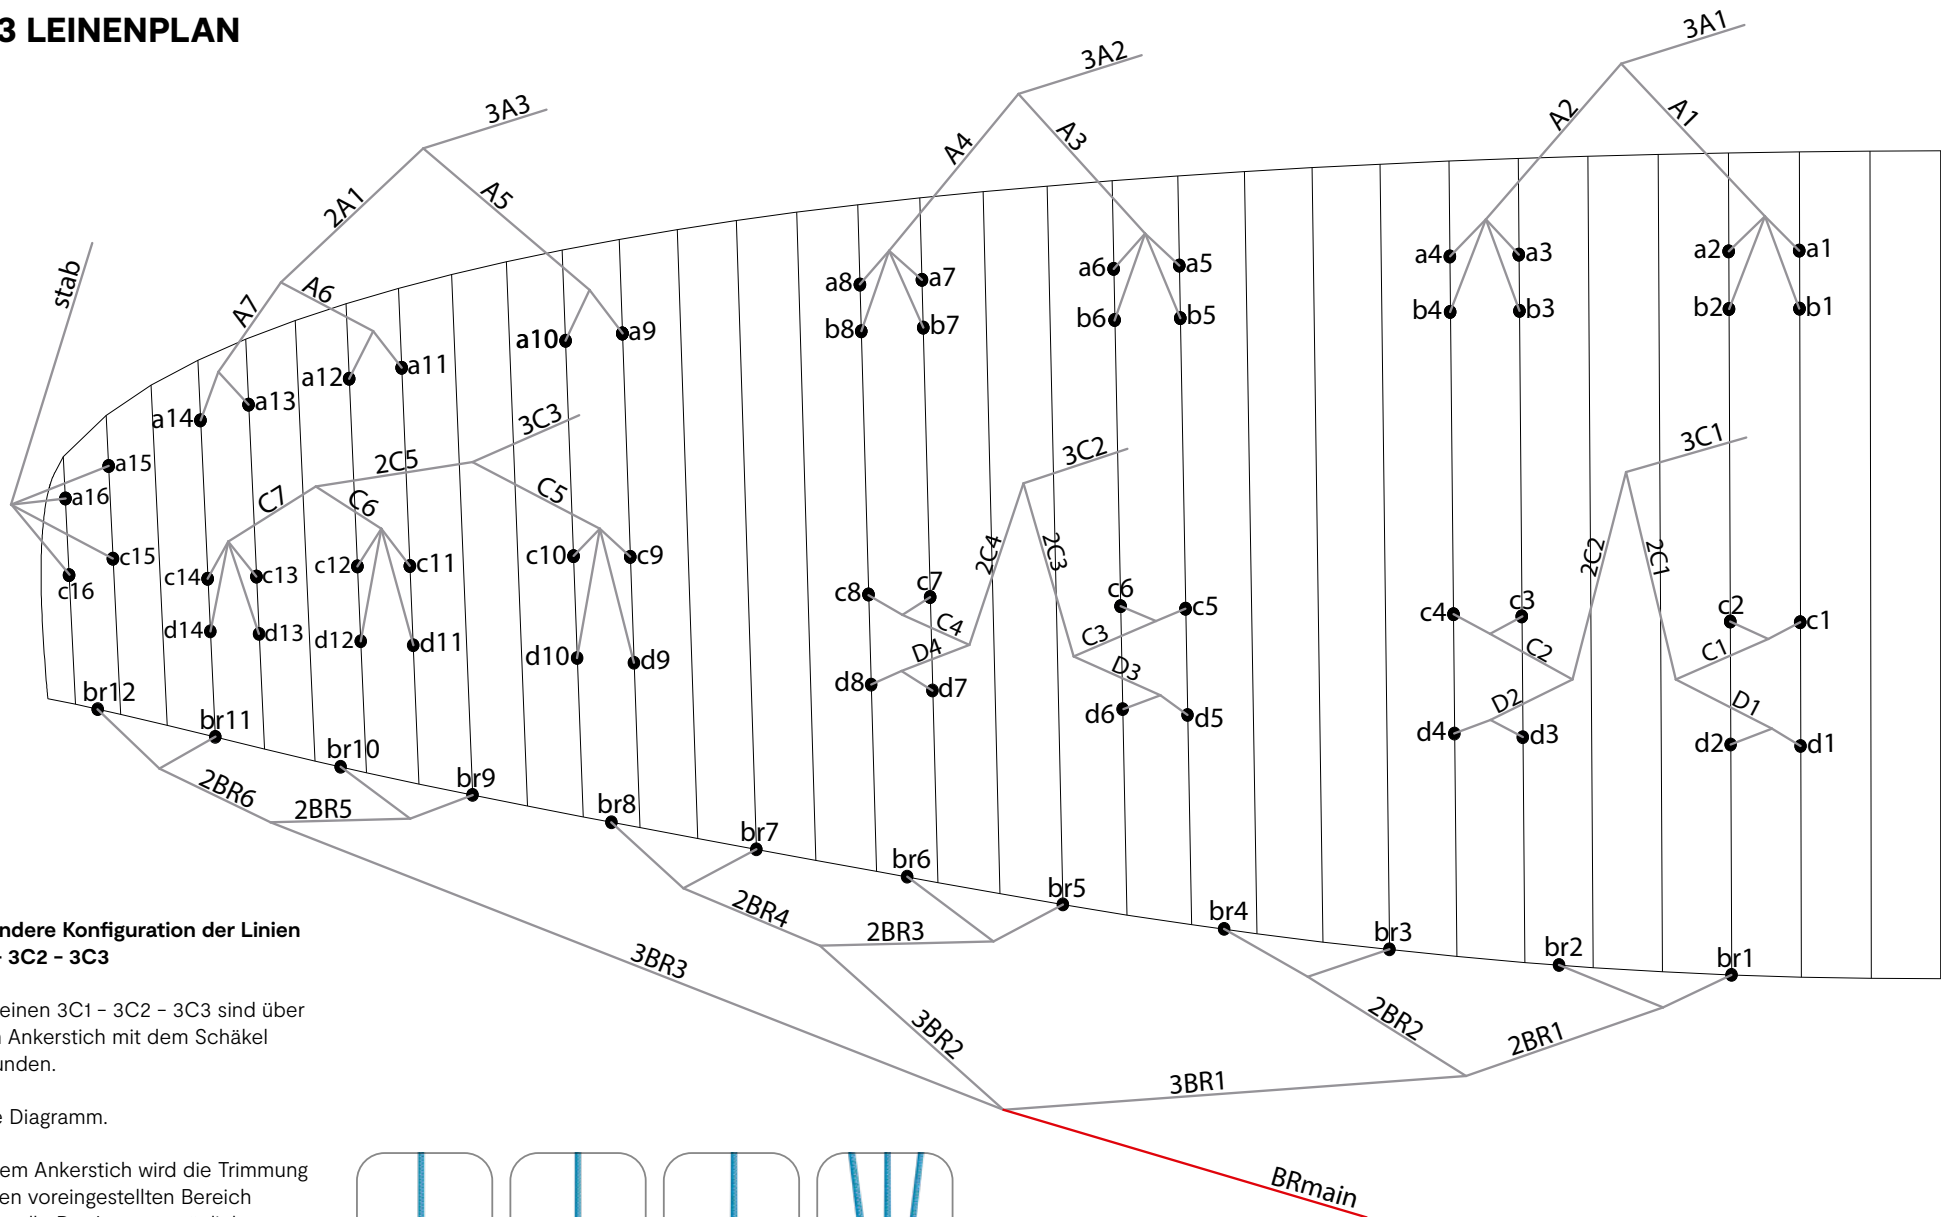 3 LEINENPLAN
3A1
3A2
3A3
A2
A1
A4
A3
2A1
A5
stab
A7
A6
a4
a3
a2
a1
b4
b3
b2
b1
a8
a7
a6
a5
b8
b7
b6
b5
a10
a9
a12
a11
a14
a13
a15
a16
c15
c16
3C3
2C5
C7
C6
C5
3C2
3C1
2C4
2C3
2C2
2C1
c14
c13
c12
c11
c10
c9
d14
d13
d12
d11
d10
d9
c8
c7
c6
c5
C4
D4
C3
D3
d8
d7
d6
d5
c4
c3
c2
c1
C2
D2
C1
D1
d4
d3
d2
d1
br12
br11
br10
br9
br8
br7
br6
br5
br4
br3
br2
br1
2BR6
2BR5
2BR4
2BR3
2BR2
2BR1
3BR3
3BR2
3BR1
BRmain
ndere Konfiguration der Linien
- 3C2 - 3C3
einen 3C1 - 3C2 - 3C3 sind über
Ankerstich mit dem Schäkel
unden.
e Diagramm.
em Ankerstich wird die Trimmung
en voreingestellten Bereich